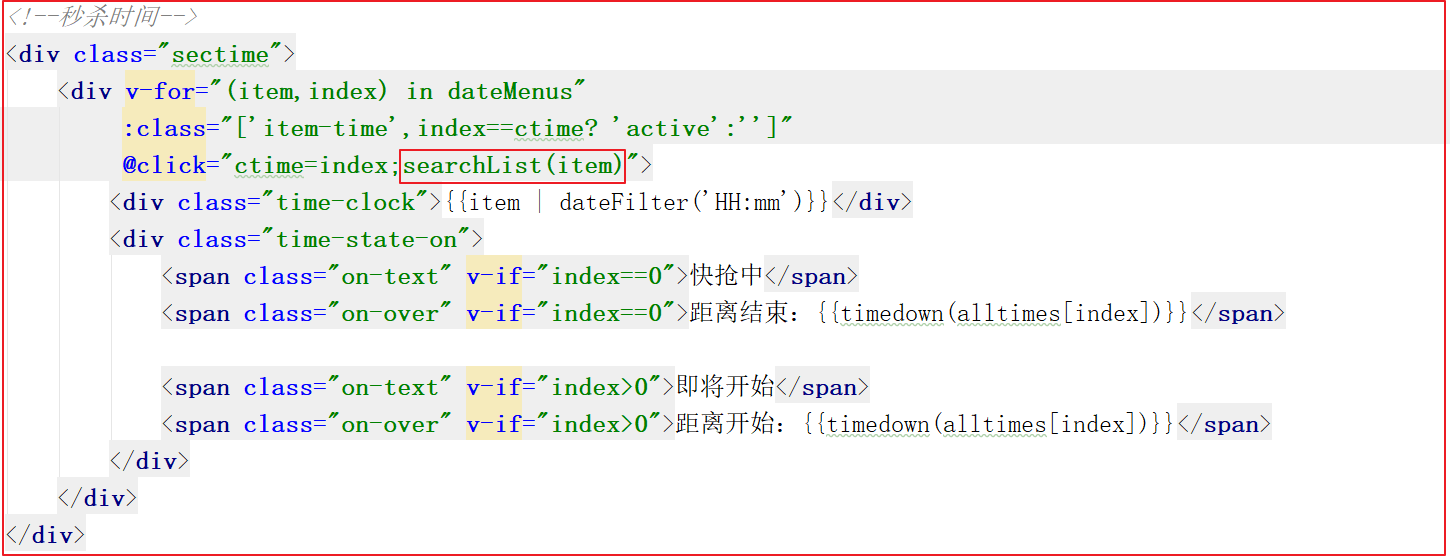 <!--秒杀时间-->
<div class="sectime">
    <div v-for="(item,index) in dateMenus"
         :class="['item-time',index==ctime? 'active':'']"
         @click="ctime=index;searchList(item)">
        <div class="time-clock">{{item | dateFilter('HH:mm')}}</div>
        <div class="time-state-on">
            <span class="on-text" v-if="index==0">快抢中</span>
            <span class="on-over" v-if="index==0">距离结束：{{timedown(alltimes[index])}}</span>

            <span class="on-text" v-if="index>0">即将开始</span>
            <span class="on-over" v-if="index>0">距离开始：{{timedown(alltimes[index])}}</span>
        </div>
    </div>
</div>